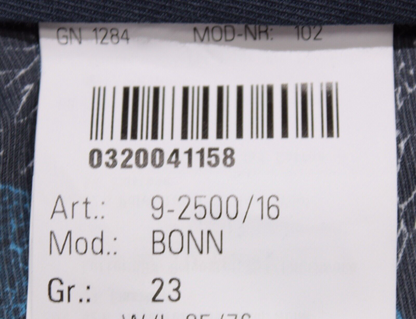 GN 1284 MOD-NR: 102
0320041158
Art.: 9-2500/16
Mod.: BONN
Gr.: 23